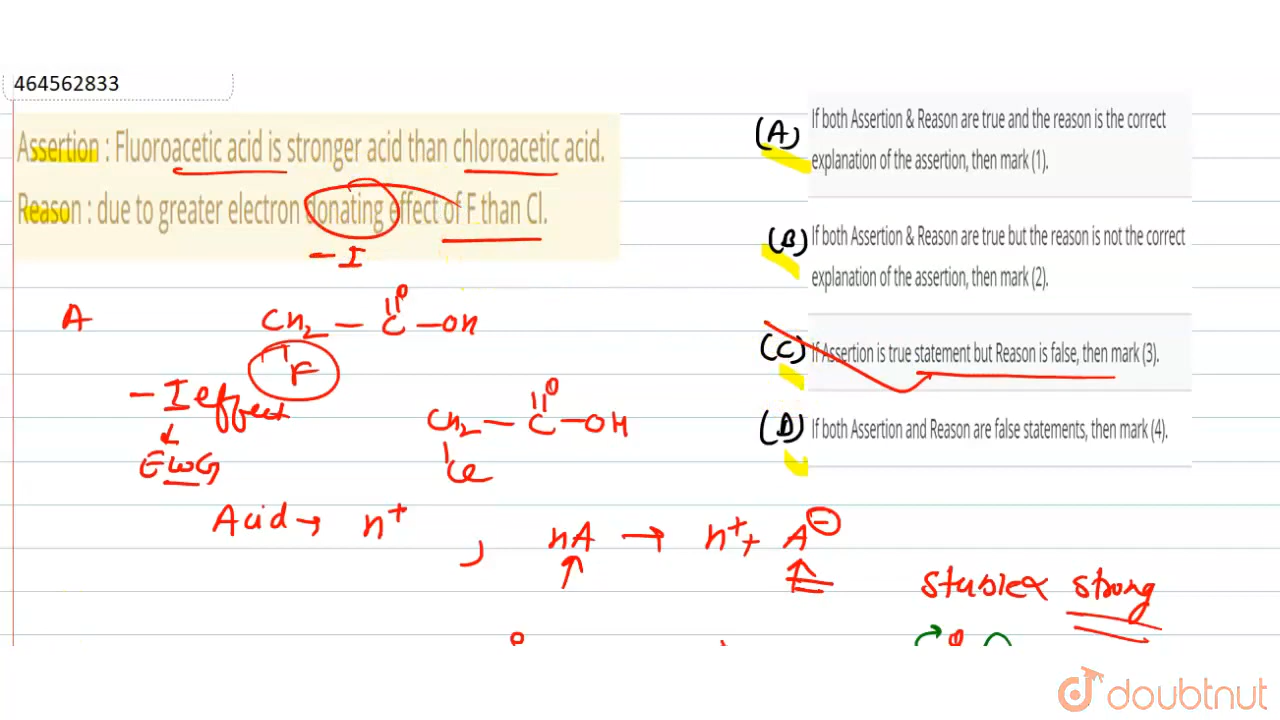 464562833
Assertion : Fluoroacetic acid is stronger acid than chloroacetic acid.
Reason : due to greater electron donating effect of F than Cl.
- I
(A) If both Assertion & Reason are true and the reason is the correct
explanation of the assertion, then mark (1).
(B) If both Assertion & Reason are true but the reason is not the correct
explanation of the assertion, then mark (2).
(C) If Assertion is true statement but Reason is false, then mark (3).
(D) If both Assertion and Reason are false statements, then mark (4).
A
O
CH2 - C - OH
F
- I effect
EWG
O
CH2 - C - OH
Cl
Acid → H+ , HA → H+ + A-
strong
doubtnut